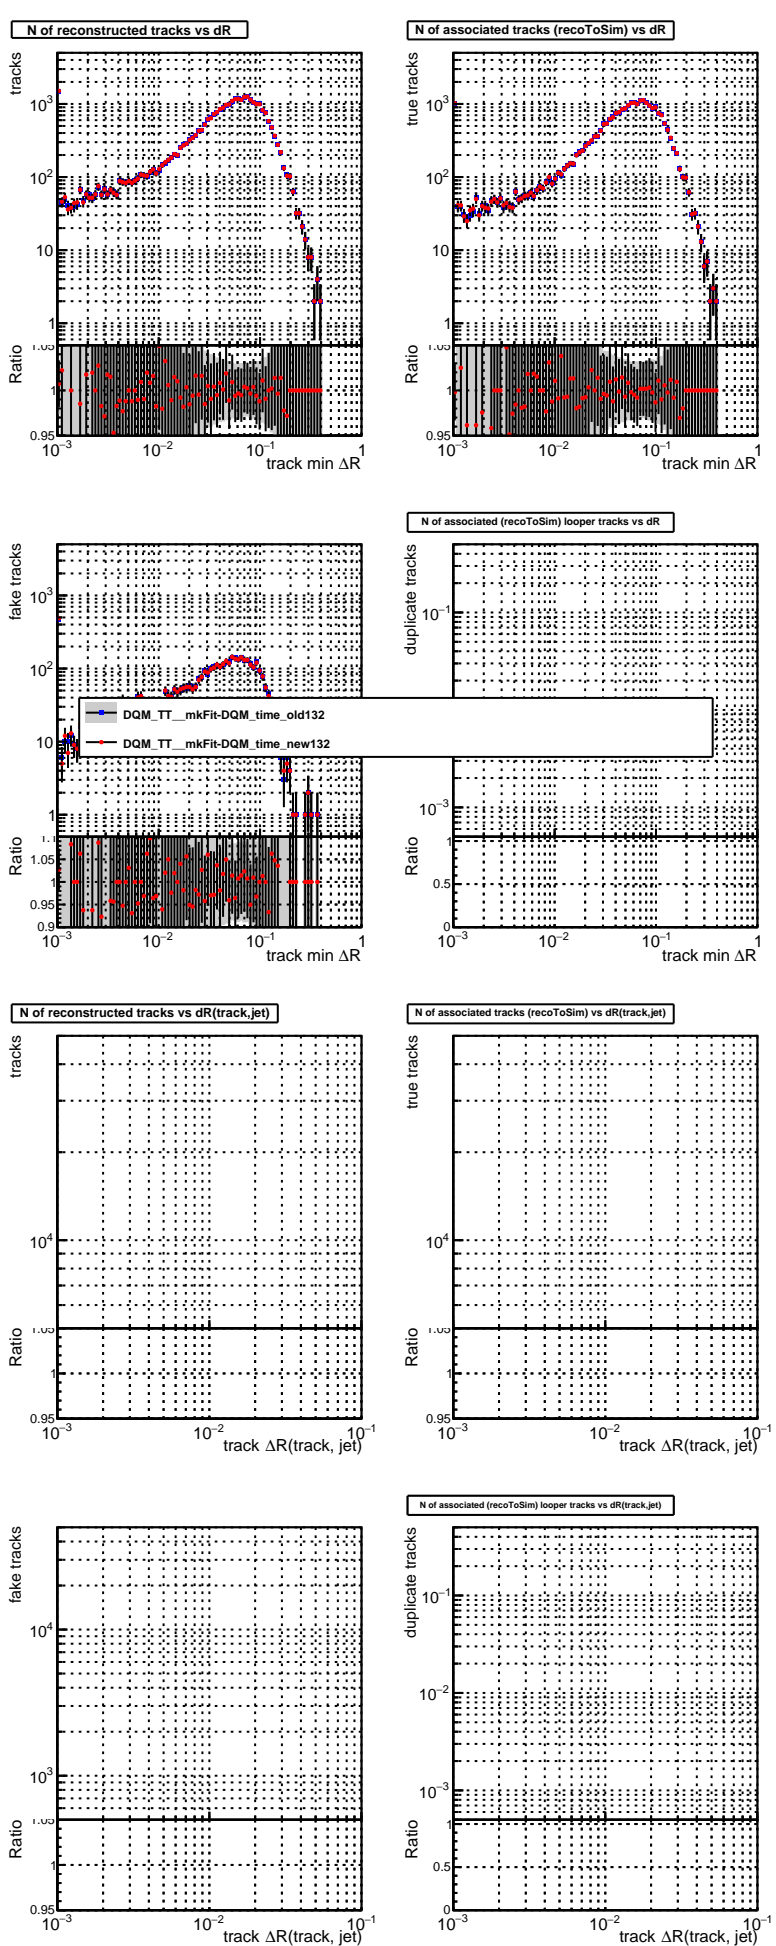 N of reconstructed tracks vs dR
tracks
10³
10²
10
1
1.05
Ratio
1
0.95
10⁻³
10⁻²
10⁻¹
1
track min ΔR
N of associated tracks (recoToSim) vs dR
true tracks
10³
10²
10
1
1.05
Ratio
1
0.95
10⁻³
10⁻²
10⁻¹
1
track min ΔR
fake tracks
10³
10²
10
1
1.1
Ratio
1.05
1
0.95
0.9
10⁻³
10⁻²
10⁻¹
1
track min ΔR
N of associated (recoToSim) looper tracks vs dR
duplicate tracks
10⁻¹
10⁻³
Ratio
1
0.5
0
10⁻³
10⁻²
10⁻¹
1
track min ΔR
DQM_TT__mkFit-DQM_time_old132
DQM_TT__mkFit-DQM_time_new132
N of reconstructed tracks vs dR(track,jet)
tracks
10⁴
1.05
Ratio
1
0.95
10⁻³
10⁻²
10⁻¹
track ΔR(track, jet)
N of associated tracks (recoToSim) vs dR(track,jet)
true tracks
10⁴
1.05
Ratio
1
0.95
10⁻³
10⁻²
10⁻¹
track ΔR(track, jet)
fake tracks
10⁴
10³
1.05
Ratio
1
0.95
10⁻³
10⁻²
10⁻¹
track ΔR(track, jet)
N of associated (recoToSim) looper tracks vs dR(track,jet)
duplicate tracks
10⁻¹
10⁻²
10⁻³
Ratio
1
0.5
0
10⁻³
10⁻²
10⁻¹
track ΔR(track, jet)